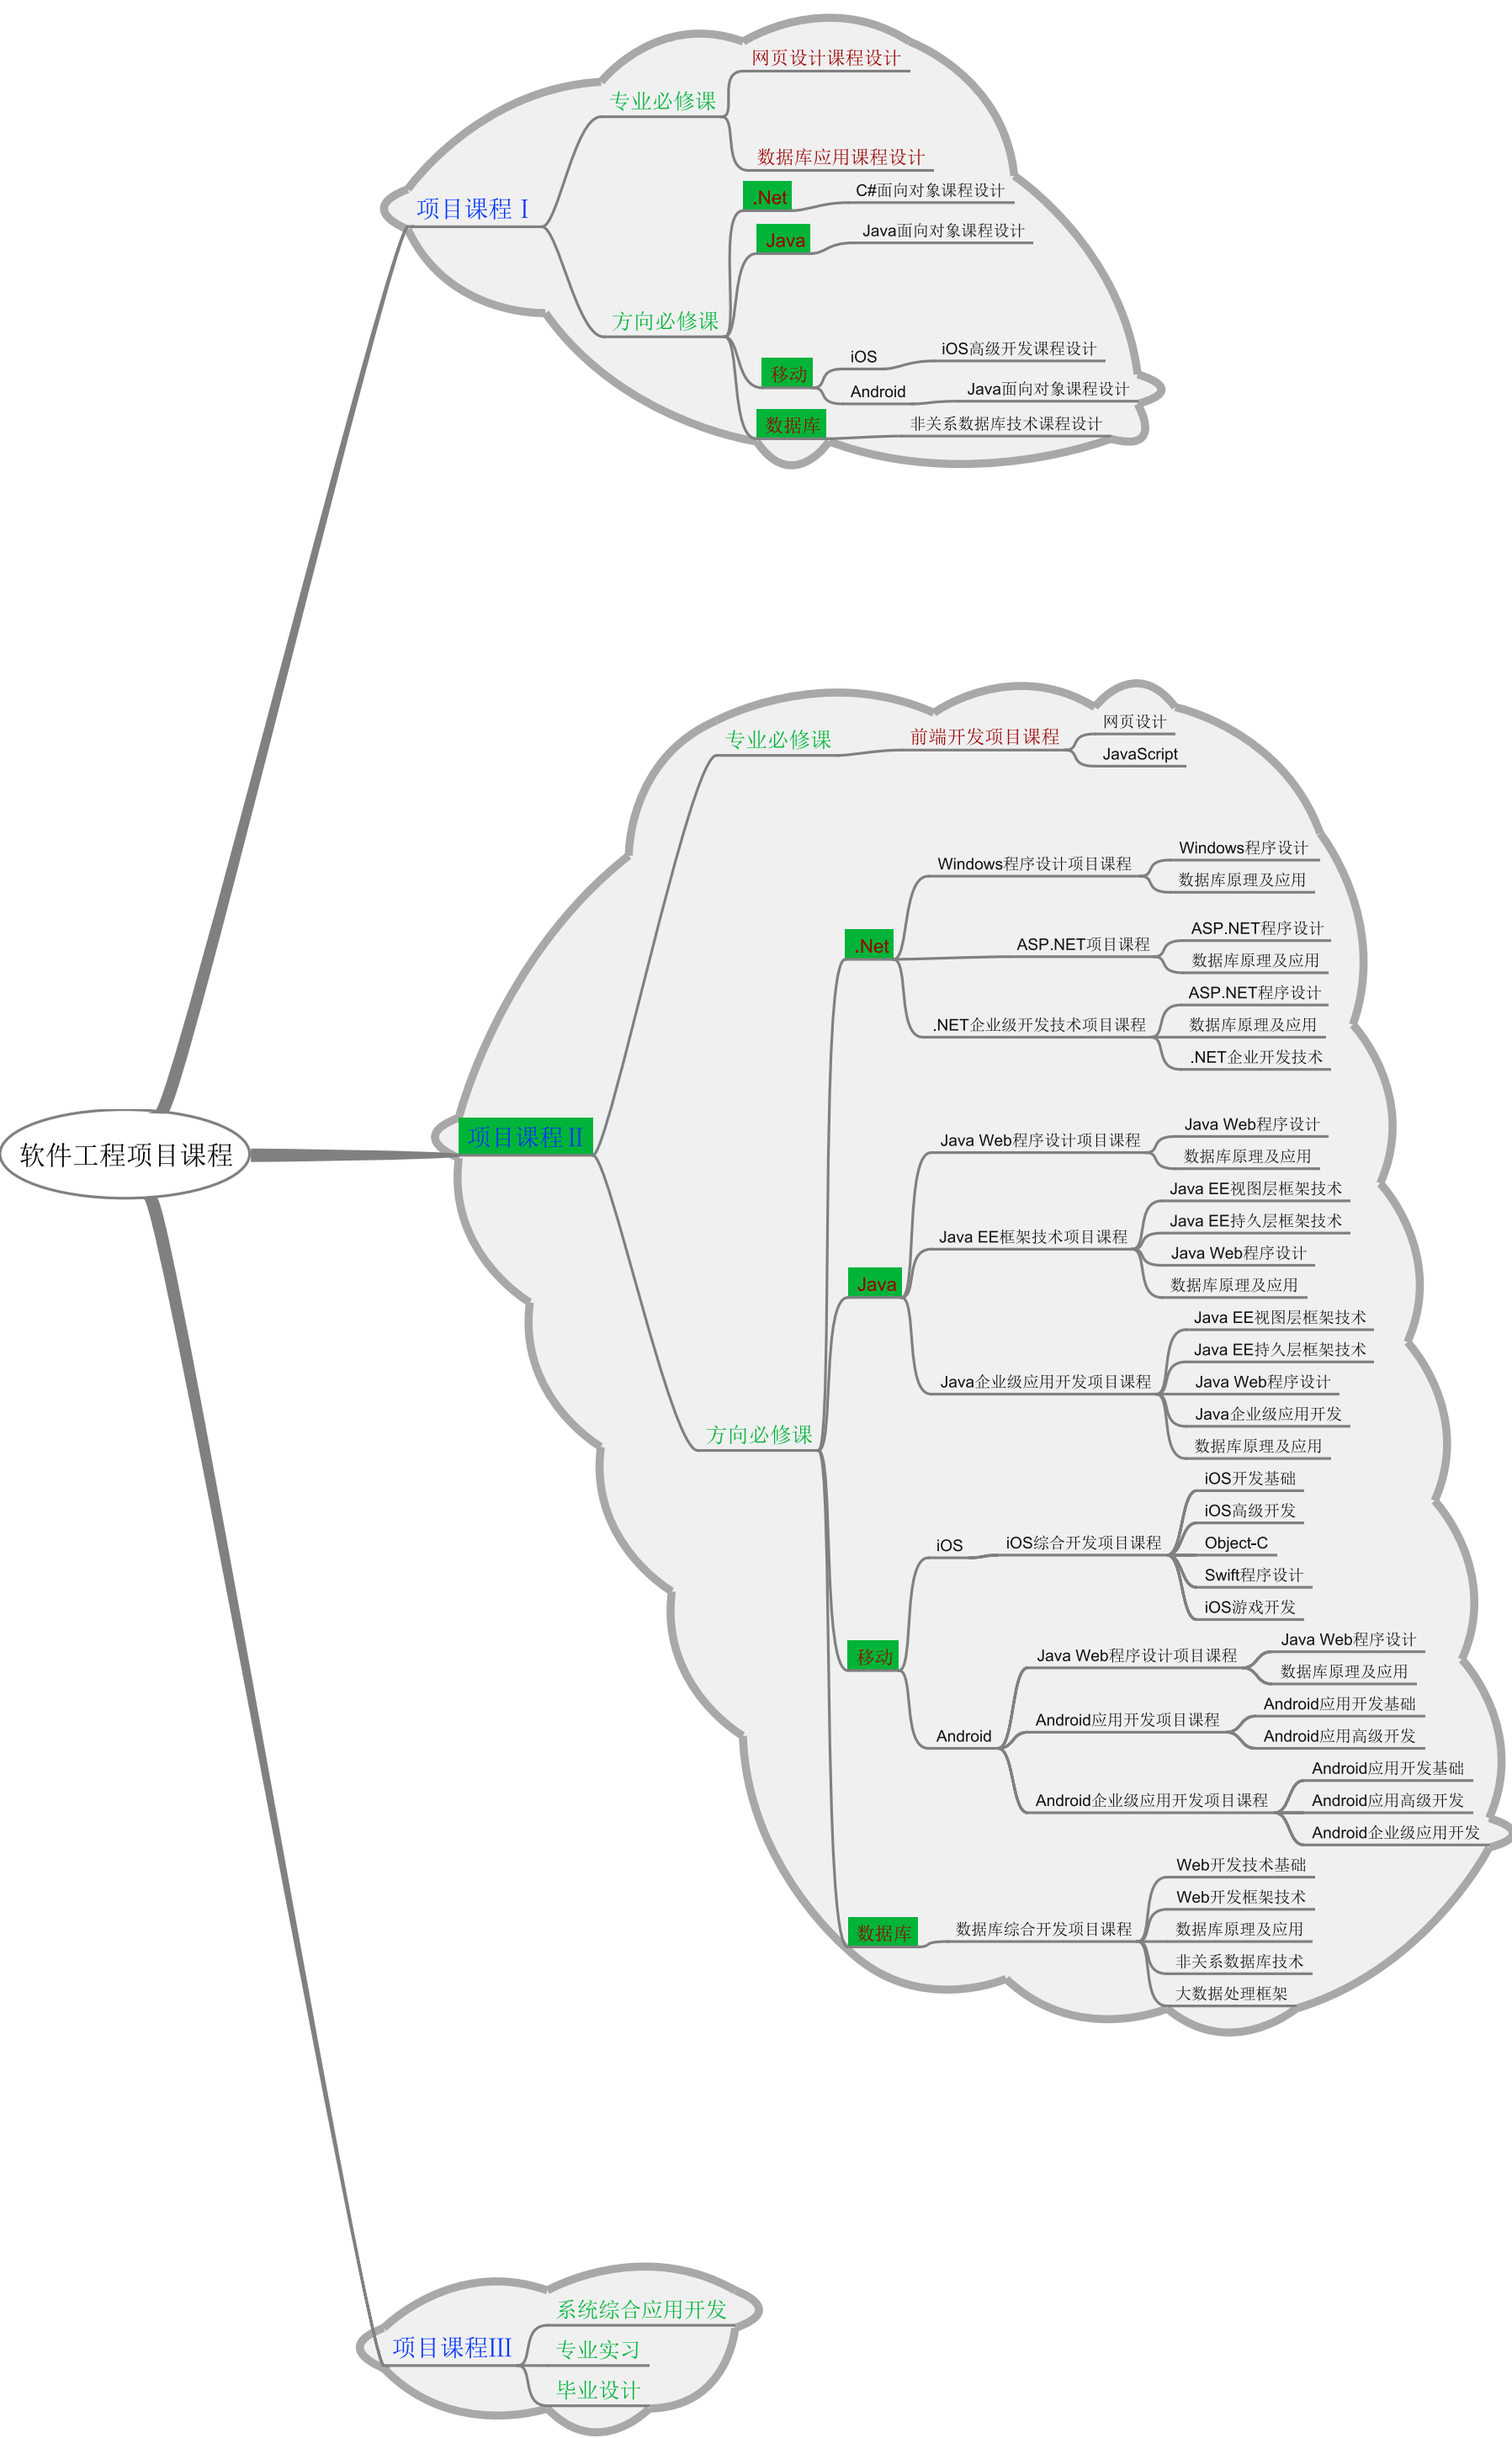 软件工程项目课程
项目课程Ⅰ
专业必修课
网页设计课程设计
数据库应用课程设计
方向必修课
.Net
C#面向对象课程设计
Java
Java面向对象课程设计
移动
iOS
iOS高级开发课程设计
Android
Java面向对象课程设计
数据库
非关系数据库技术课程设计
项目课程Ⅱ
专业必修课
前端开发项目课程
网页设计
JavaScript
方向必修课
.Net
Windows程序设计项目课程
Windows程序设计
数据库原理及应用
ASP.NET项目课程
ASP.NET程序设计
数据库原理及应用
.NET企业级开发技术项目课程
ASP.NET程序设计
数据库原理及应用
.NET企业开发技术
Java
Java Web程序设计项目课程
Java Web程序设计
数据库原理及应用
Java EE框架技术项目课程
Java EE视图层框架技术
Java EE持久层框架技术
Java Web程序设计
数据库原理及应用
Java企业级应用开发项目课程
Java EE视图层框架技术
Java EE持久层框架技术
Java Web程序设计
Java企业级应用开发
数据库原理及应用
移动
iOS
iOS综合开发项目课程
iOS开发基础
iOS高级开发
Object-C
Swift程序设计
iOS游戏开发
Android
Java Web程序设计项目课程
Java Web程序设计
数据库原理及应用
Android应用开发项目课程
Android应用开发基础
Android应用高级开发
Android企业级应用开发项目课程
Android应用开发基础
Android应用高级开发
Android企业级应用开发
数据库
数据库综合开发项目课程
Web开发技术基础
Web开发框架技术
数据库原理及应用
非关系数据库技术
大数据处理框架
项目课程Ⅲ
系统综合应用开发
专业实习
毕业设计